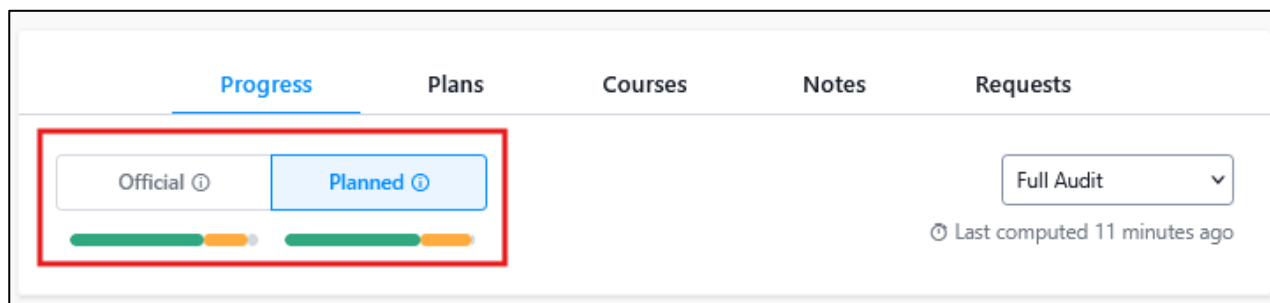 Progress Plans Courses Notes Requests
Official Planned
Full Audit
Last computed 11 minutes ago